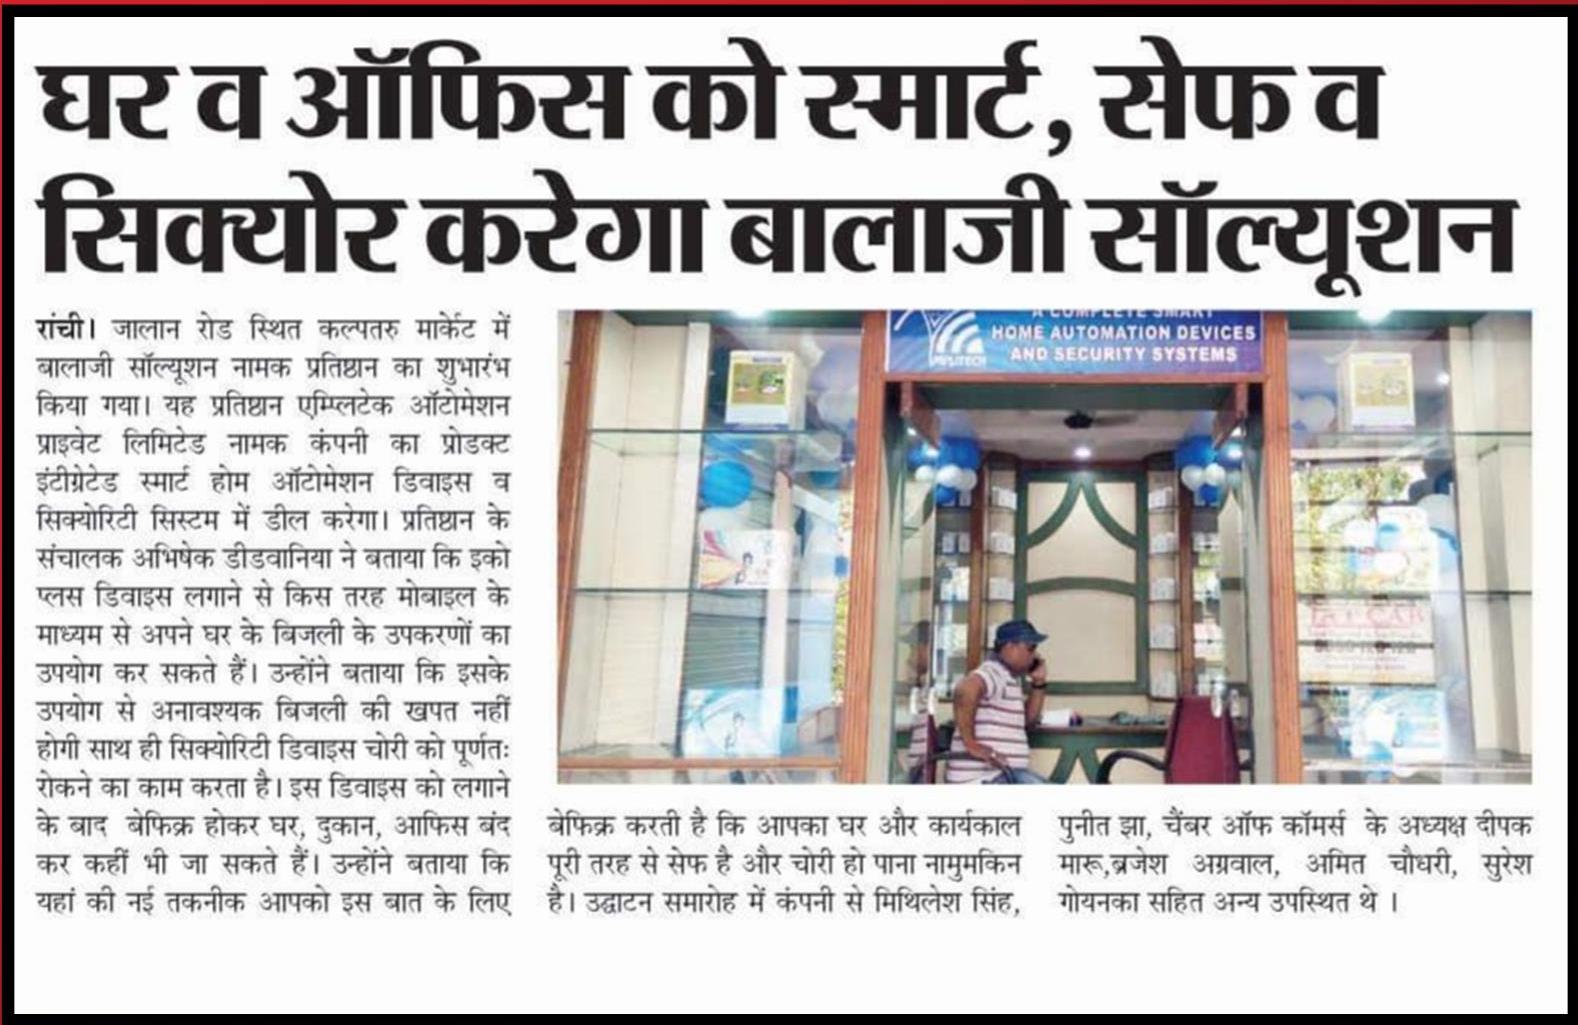 घर व ऑफिस को स्मार्ट, सेफ व
सिक्योर करेगा बालाजी सॉल्यूशन
रांची। जालान रोड स्थित कल्पतरु मार्केट में
बालाजी सॉल्यूशन नामक प्रतिष्ठान का शुभारंभ
किया गया। यह प्रतिष्ठान एम्प्लिटेक ऑटोमेशन
प्राइवेट लिमिटेड नामक कंपनी का प्रोडक्ट
इंटीग्रेटेड स्मार्ट होम ऑटोमेशन डिवाइस व
सिक्योरिटी सिस्टम में डील करेगा। प्रतिष्ठान के
संचालक अभिषेक डीडवानिया ने बताया कि इको
प्लस डिवाइस लगाने से किस तरह मोबाइल के
माध्यम से अपने घर के बिजली के उपकरणों का
उपयोग कर सकते हैं। उन्होंने बताया कि इसके
उपयोग से अनावश्यक बिजली की खपत नहीं
होगी साथ ही सिक्योरिटी डिवाइस चोरी को पूर्णतः
रोकने का काम करता है। इस डिवाइस को लगाने
के बाद बेफिक्र होकर घर, दुकान, आफिस बंद
कर कहीं भी जा सकते हैं। उन्होंने बताया कि
यहां की नई तकनीक आपको इस बात के लिए
A COMPLETE SMART
HOME AUTOMATION DEVICES
AND SECURITY SYSTEMS
बेफिक्र करती है कि आपका घर और कार्यकाल
पूरी तरह से सेफ है और चोरी हो पाना नामुमकिन
है। उद्घाटन समारोह में कंपनी से मिथिलेश सिंह,
पुनीत झा, चैंबर ऑफ कॉमर्स के अध्यक्ष दीपक
मारू,ब्रजेश अग्रवाल, अमित चौधरी, सुरेश
गोयनका सहित अन्य उपस्थित थे ।